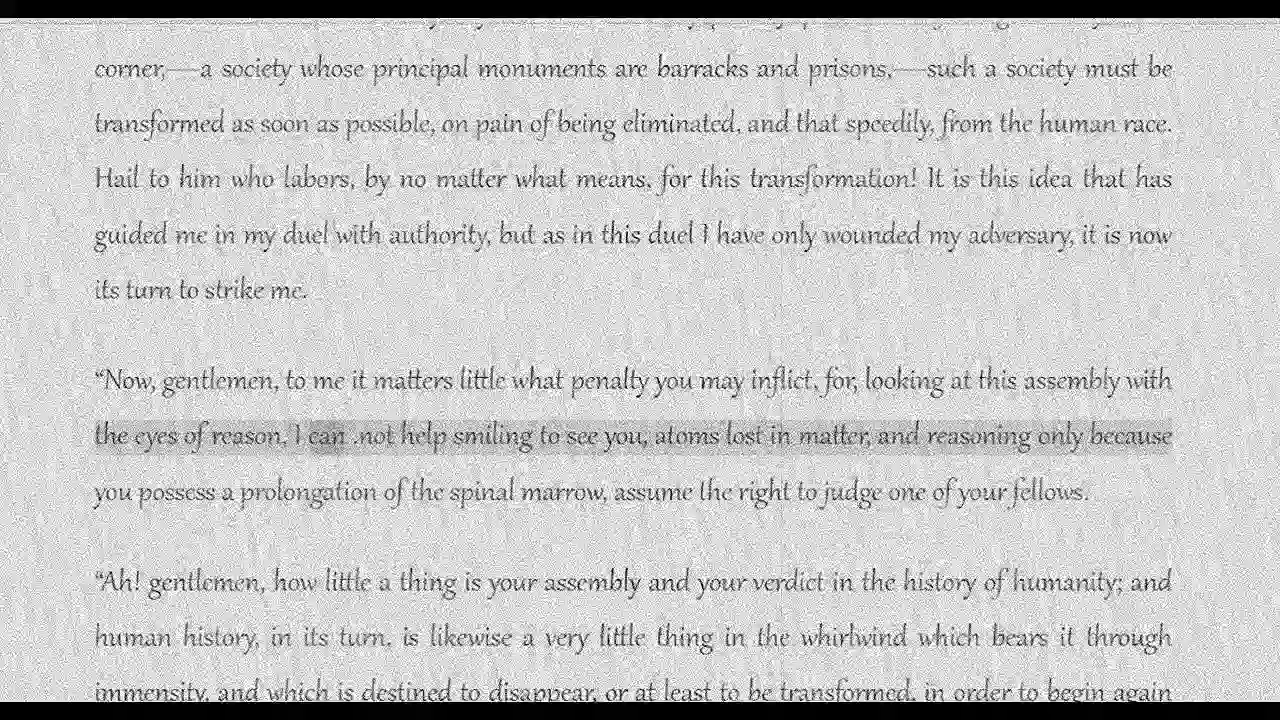 corner,—a society whose principal monuments are barracks and prisons,—such a society must be
transformed as soon as possible, on pain of being eliminated, and that speedily, from the human race.
Hail to him who labors, by no matter what means, for this transformation! It is this idea that has
guided me in my duel with authority, but as in this duel I have only wounded my adversary, it is now
its turn to strike me.
“Now, gentlemen, to me it matters little what penalty you may inflict, for, looking at this assembly with
the eyes of reason, I can .not help smiling to see you, atoms lost in matter, and reasoning only because
you possess a prolongation of the spinal marrow, assume the right to judge one of your fellows.
“Ah! gentlemen, how little a thing is your assembly and your verdict in the history of humanity; and
human history, in its turn, is likewise a very little thing in the whirlwind which bears it through
immensity, and which is destined to disappear, or at least to be transformed, in order to begin again